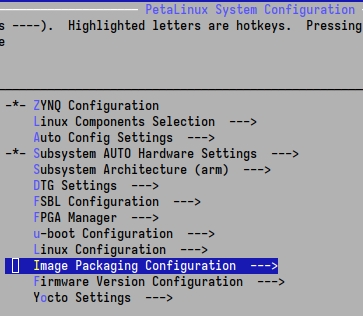 PetaLinux System Configuration
s ----).  Highlighted letters are hotkeys.  Pressing
e
-*- ZYNQ Configuration
Linux Components Selection  --->
Auto Config Settings  --->
-*- Subsystem AUTO Hardware Settings  --->
Subsystem Architecture (arm)  --->
DTG Settings  --->
FSBL Configuration  --->
FPGA Manager  --->
u-boot Configuration  --->
Linux Configuration  --->
Image Packaging Configuration  --->
Firmware Version Configuration  --->
Yocto Settings  --->